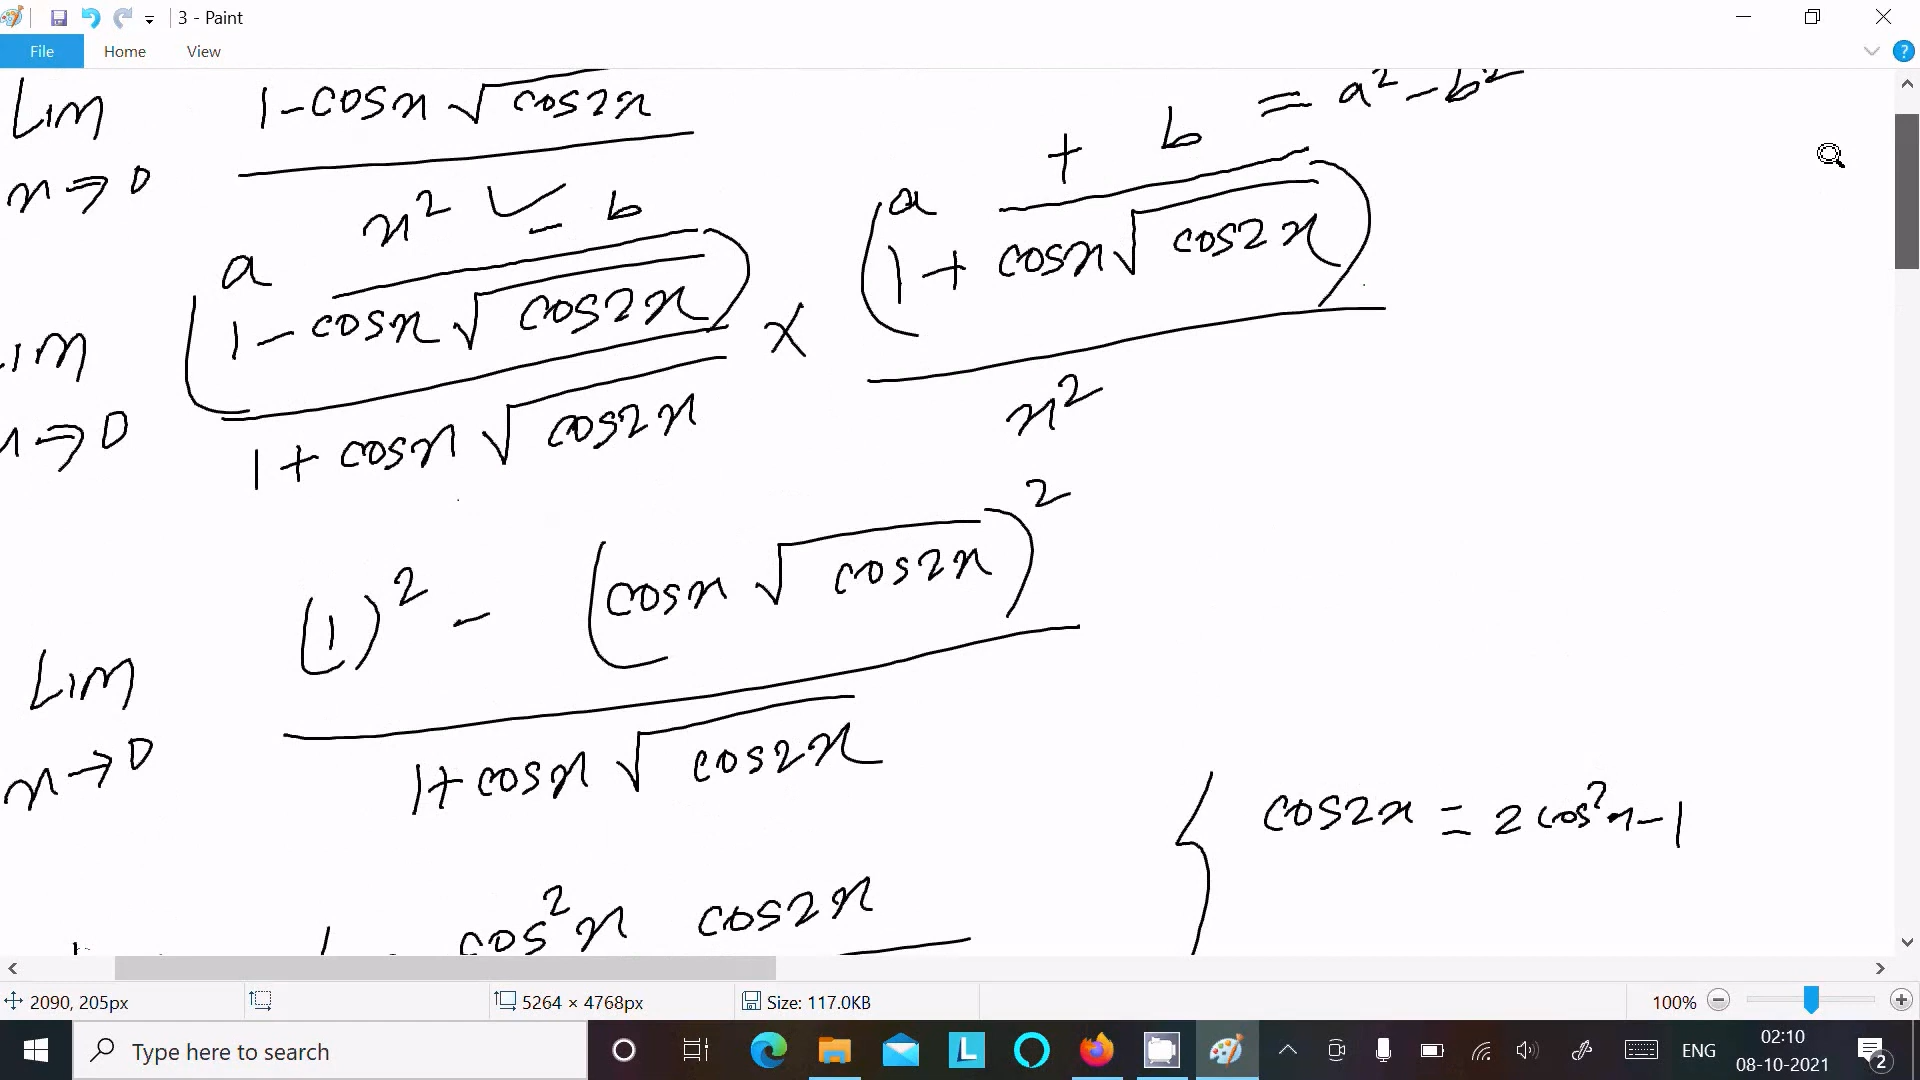 3 - Paint
File Home View
Lim x→0 1-cosx √cos2x
x² ✓
a - b a + b = a² - b²
Lim x→0 (1-cosx √cos2x) × (1+cosx √cos2x)
1+cosx √cos2x x²
Lim x→0 (1)² - (cosx √cos2x)²
1+cosx √cos2x
cos2x = 2cos²x-1
cos²x cos2x
2090, 205px 5264 × 4768px Size: 117.0KB 100%
Type here to search
ENG 02:10
08-10-2021
2